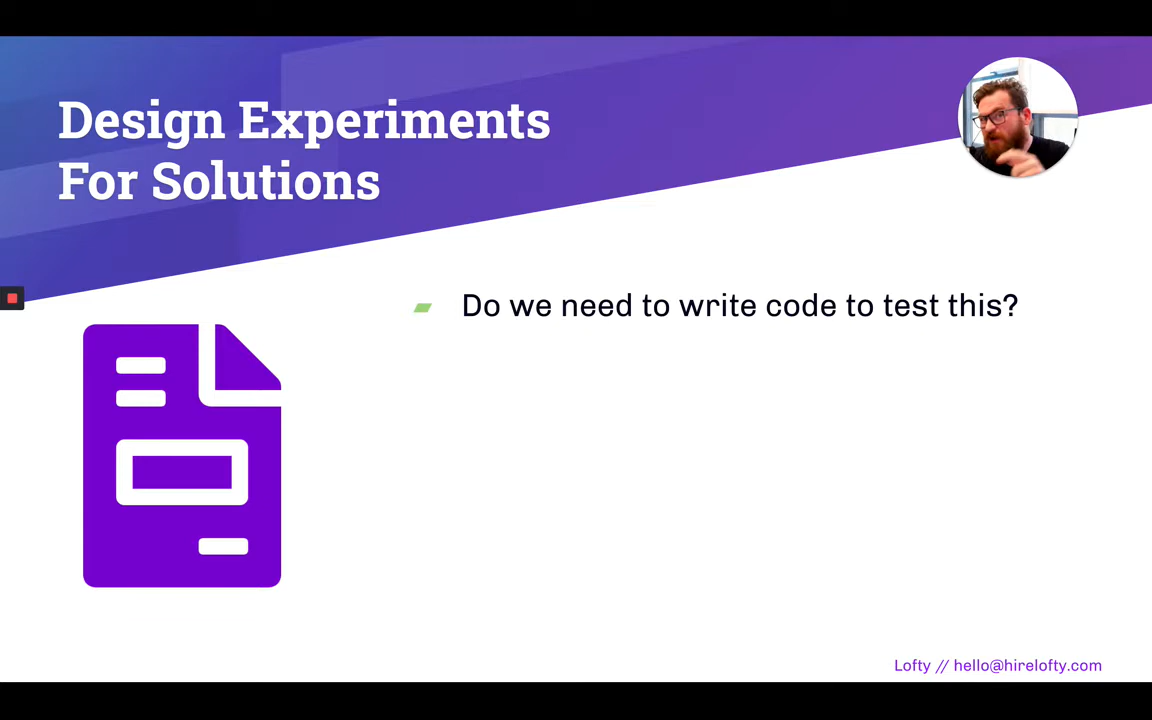 Design Experiments
For Solutions
Do we need to write code to test this?
Lofty // hello@hirelofty.com